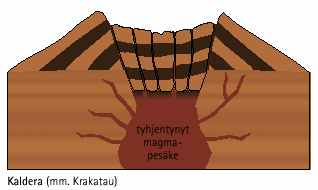 tyhjentynyt
magma-
pesäke
Kaldera (mm. Krakatau)